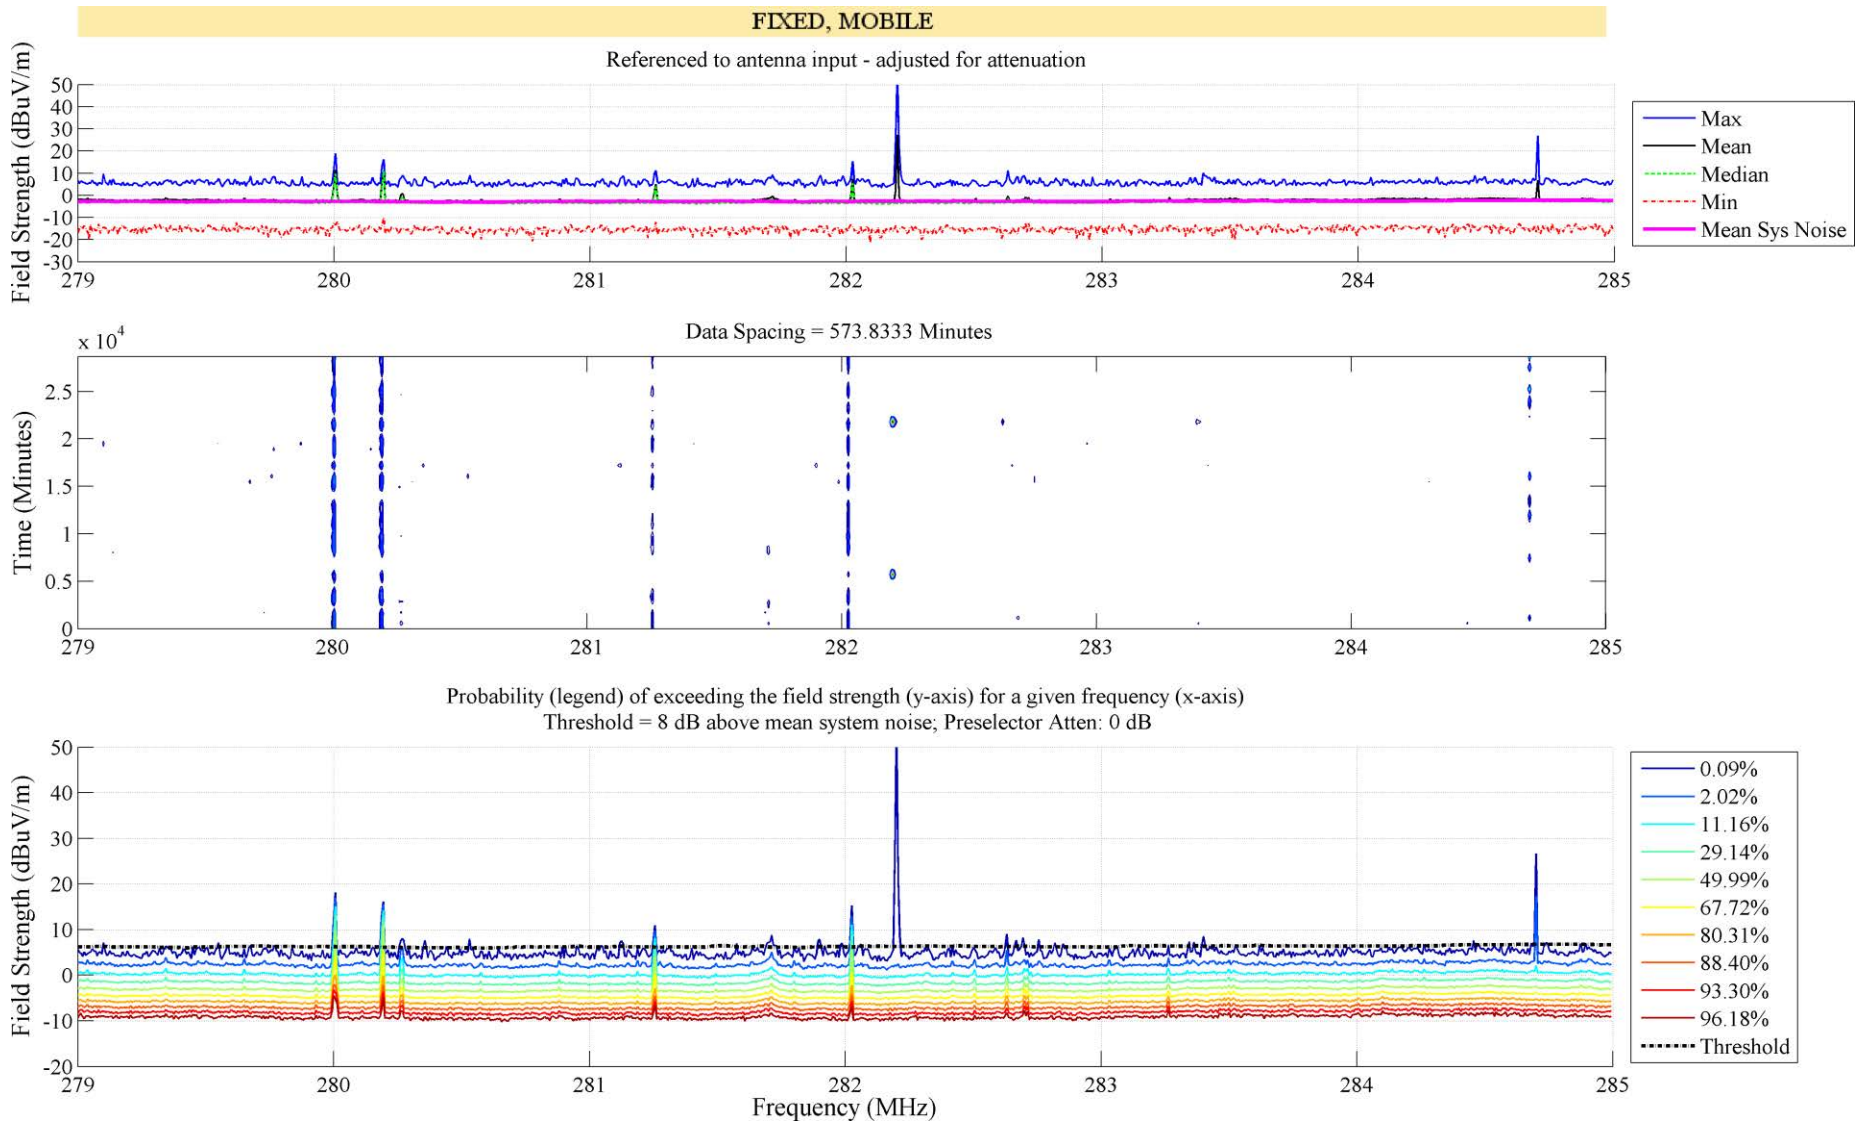 FIXED, MOBILE
Referenced to antenna input - adjusted for attenuation
Field Strength (dBuV/m)
50
40
30
20
10
0
-10
-20
-30
279 280 281 282 283 284 285
Max
Mean
Median
Min
Mean Sys Noise
Data Spacing = 573.8333 Minutes
x 10^4
Time (Minutes)
2.5
2
1.5
1
0.5
0
279 280 281 282 283 284 285
Probability (legend) of exceeding the field strength (y-axis) for a given frequency (x-axis)
Threshold = 8 dB above mean system noise; Preselector Atten: 0 dB
Field Strength (dBuV/m)
50
40
30
20
10
0
-10
-20
279 280 281 282 283 284 285
Frequency (MHz)
0.09%
2.02%
11.16%
29.14%
49.99%
67.72%
80.31%
88.40%
93.30%
96.18%
Threshold